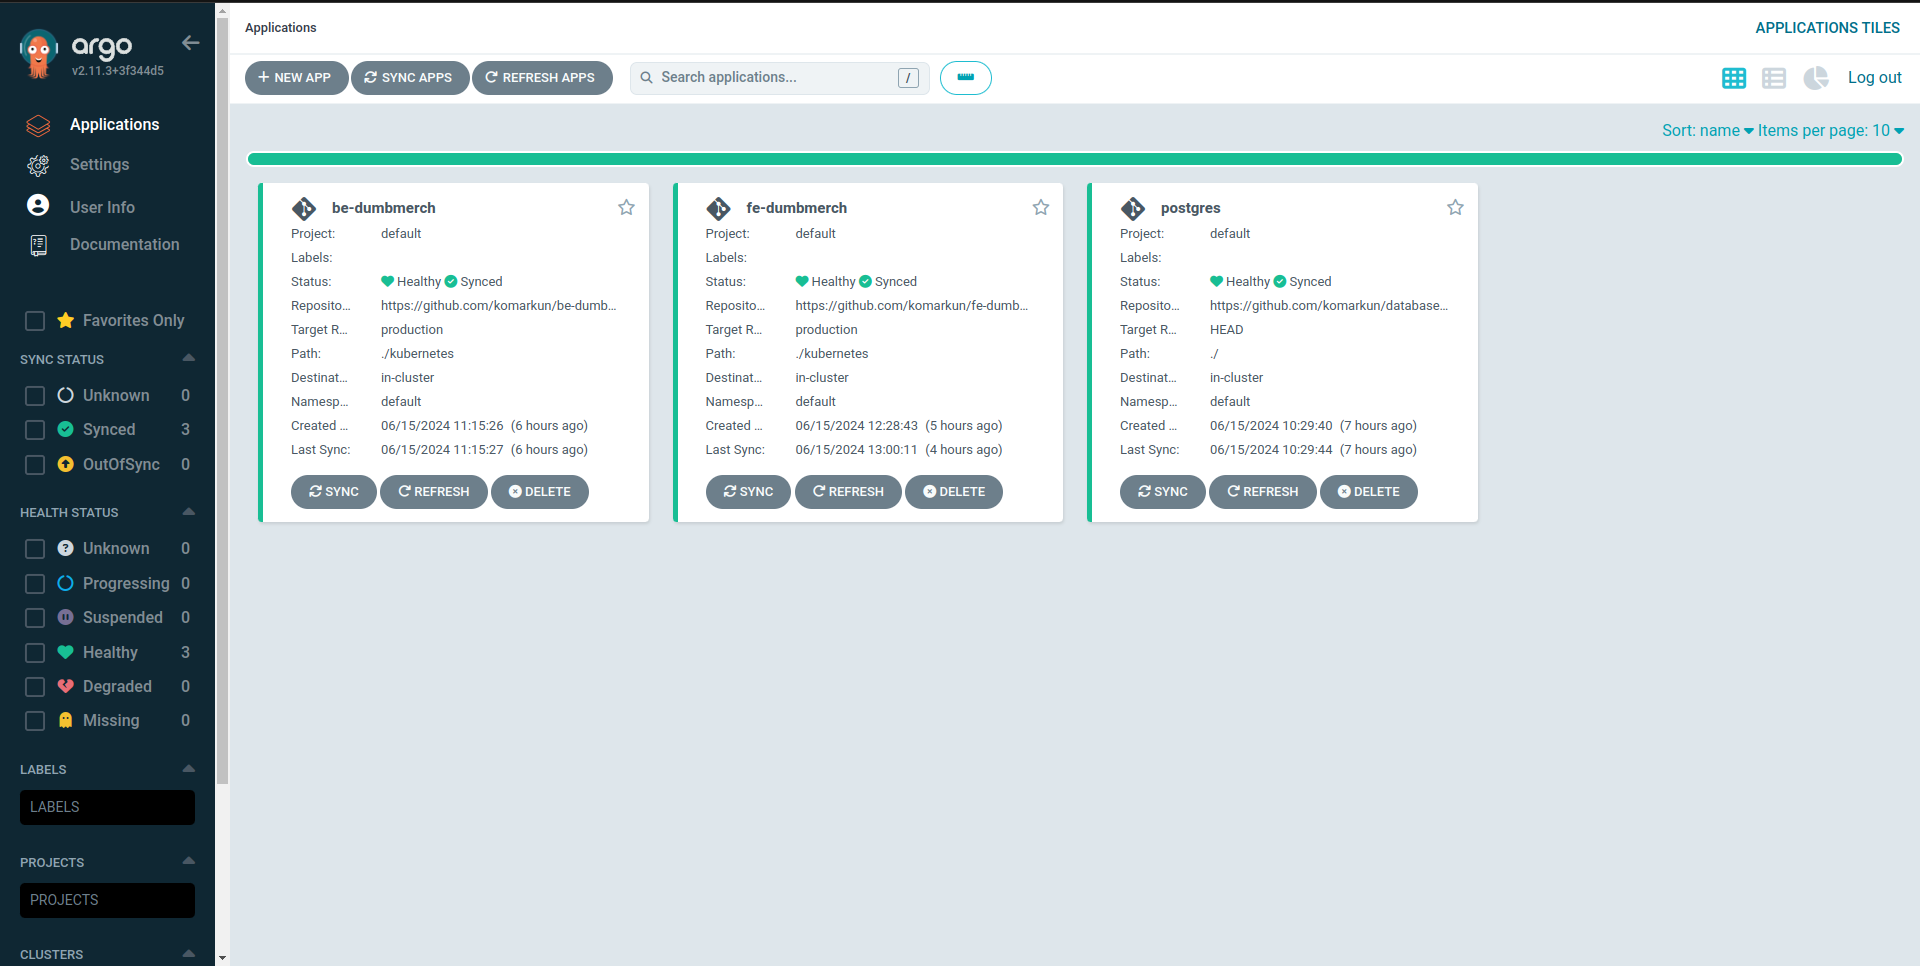 argo
v2.11.3+3f344d5
Applications
Settings
User Info
Documentation
Favorites Only
SYNC STATUS
Unknown 0
Synced 3
OutOfSync 0
HEALTH STATUS
Unknown 0
Progressing 0
Suspended 0
Healthy 3
Degraded 0
Missing 0
LABELS
LABELS
PROJECTS
PROJECTS
CLUSTERS
Applications
APPLICATIONS TILES
NEW APP SYNC APPS REFRESH APPS Search applications... / Log out
Sort: name Items per page: 10
be-dumbmerch
Project: default
Labels:
Status: Healthy Synced
Reposito... https://github.com/komarkun/be-dumb...
Target R... production
Path: ./kubernetes
Destinat... in-cluster
Namesp... default
Created ... 06/15/2024 11:15:26 (6 hours ago)
Last Sync: 06/15/2024 11:15:27 (6 hours ago)
SYNC REFRESH DELETE
fe-dumbmerch
Project: default
Labels:
Status: Healthy Synced
Reposito... https://github.com/komarkun/fe-dumb...
Target R... production
Path: ./kubernetes
Destinat... in-cluster
Namesp... default
Created ... 06/15/2024 12:28:43 (5 hours ago)
Last Sync: 06/15/2024 13:00:11 (4 hours ago)
SYNC REFRESH DELETE
postgres
Project: default
Labels:
Status: Healthy Synced
Reposito... https://github.com/komarkun/database...
Target R... HEAD
Path: ./
Destinat... in-cluster
Namesp... default
Created ... 06/15/2024 10:29:40 (7 hours ago)
Last Sync: 06/15/2024 10:29:44 (7 hours ago)
SYNC REFRESH DELETE